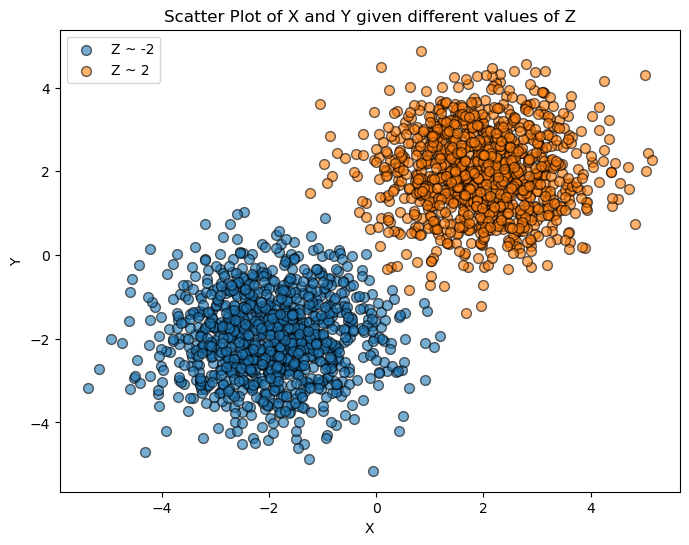 Scatter Plot of X and Y given different values of Z
Z ~ -2
Z ~ 2
4
2
0
−2
−4
Y
−4
−2
0
2
4
X